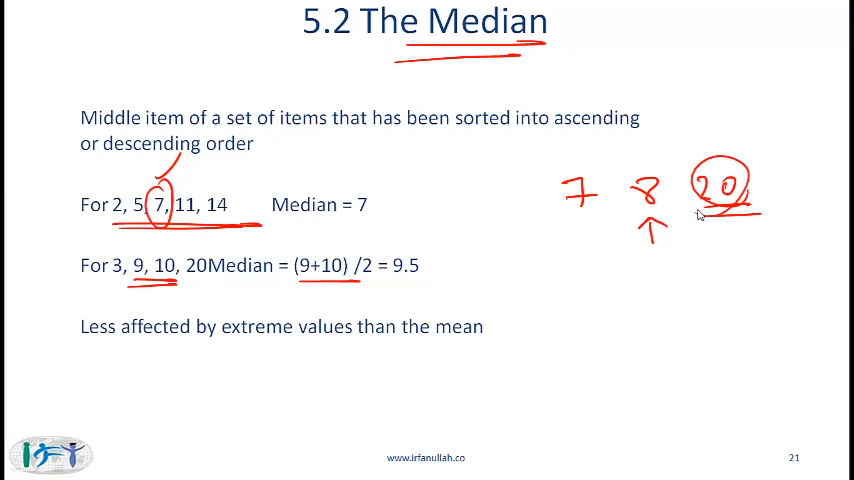 5.2 The Median
Middle item of a set of items that has been sorted into ascending
or descending order
7 8 20
For 2, 5, 7, 11, 14 Median = 7
For 3, 9, 10, 20Median = (9+10) /2 = 9.5
Less affected by extreme values than the mean
IFT
www.irfanullah.co
21